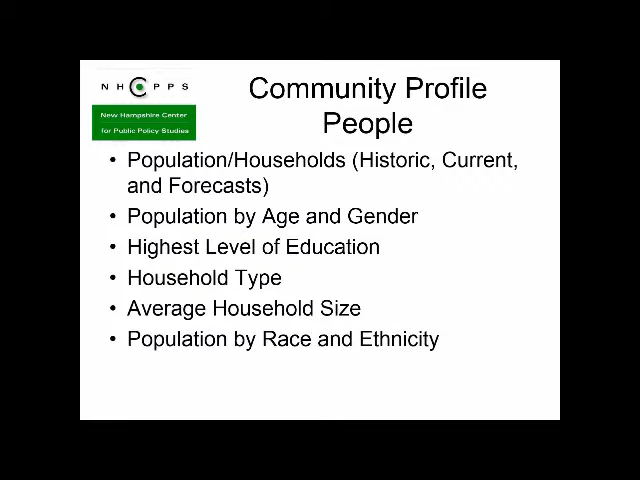 NHCPPS
New Hampshire Center
for Public Policy Studies
Community Profile
People
• Population/Households (Historic, Current,
and Forecasts)
• Population by Age and Gender
• Highest Level of Education
• Household Type
• Average Household Size
• Population by Race and Ethnicity